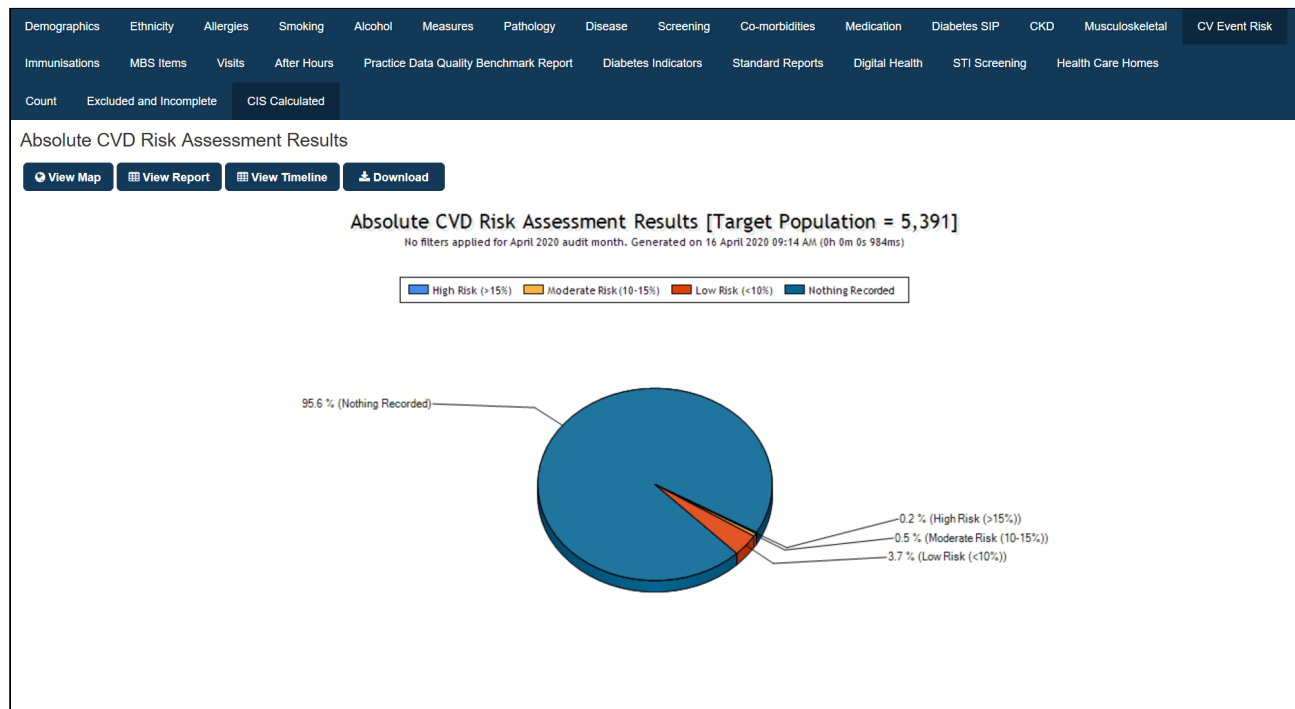 Demographics Ethnicity Allergies Smoking Alcohol Measures Pathology Disease Screening Co-morbidities Medication Diabetes SIP CKD Musculoskeletal CV Event Risk
Immunisations MBS Items Visits After Hours Practice Data Quality Benchmark Report Diabetes Indicators Standard Reports Digital Health STI Screening Health Care Homes
Count Excluded and Incomplete CIS Calculated
Absolute CVD Risk Assessment Results
View Map View Report View Timeline Download
Absolute CVD Risk Assessment Results [Target Population = 5,391]
No filters applied for April 2020 audit month. Generated on 16 April 2020 09:14 AM (0h 0m 0s 984ms)
High Risk (>15%) Moderate Risk (10-15%) Low Risk (<10%) Nothing Recorded
95.6 % (Nothing Recorded)
0.2 % (High Risk (>15%))
0.5 % (Moderate Risk (10-15%))
3.7 % (Low Risk (<10%))